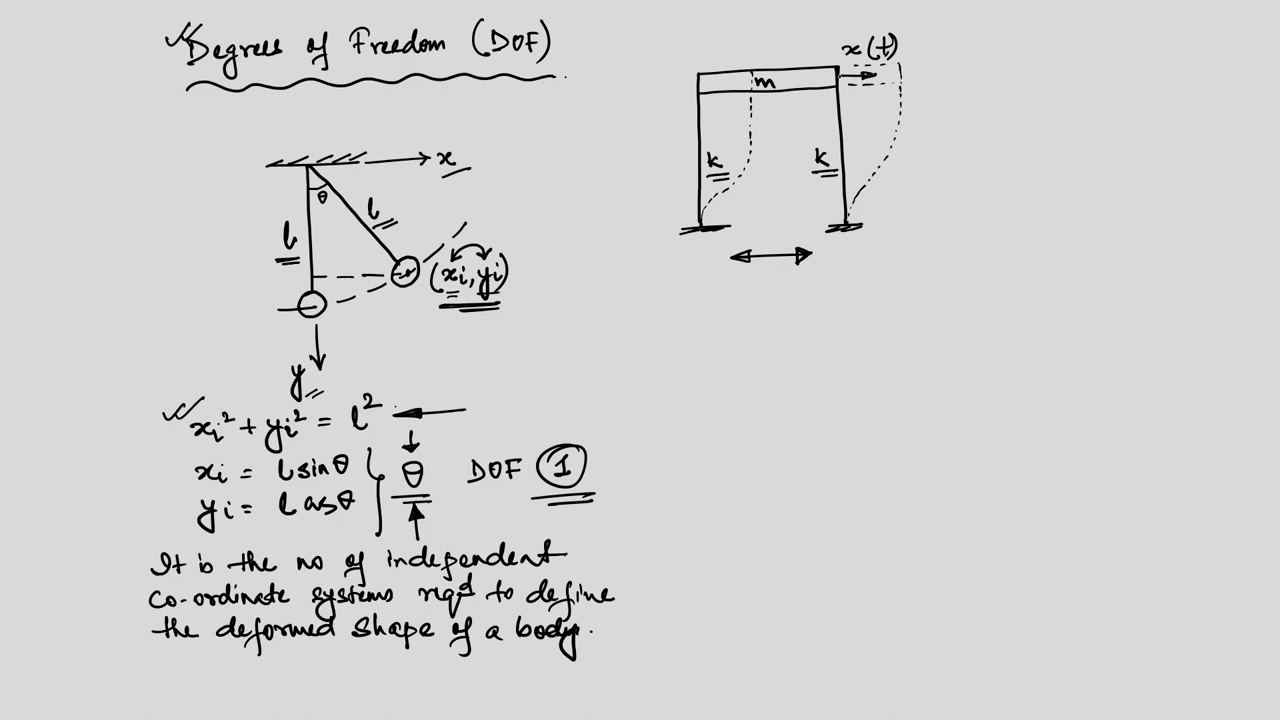 Degrees of Freedom (DOF)
x
θ
l
l
(xi, yi)
y
xi² + yi² = l²
xi = l sinθ
yi = l cosθ
θ
DOF 1
It is the no of independent
co-ordinate systems reqd to define
the deformed shape of a body.
x(t)
m
k
k